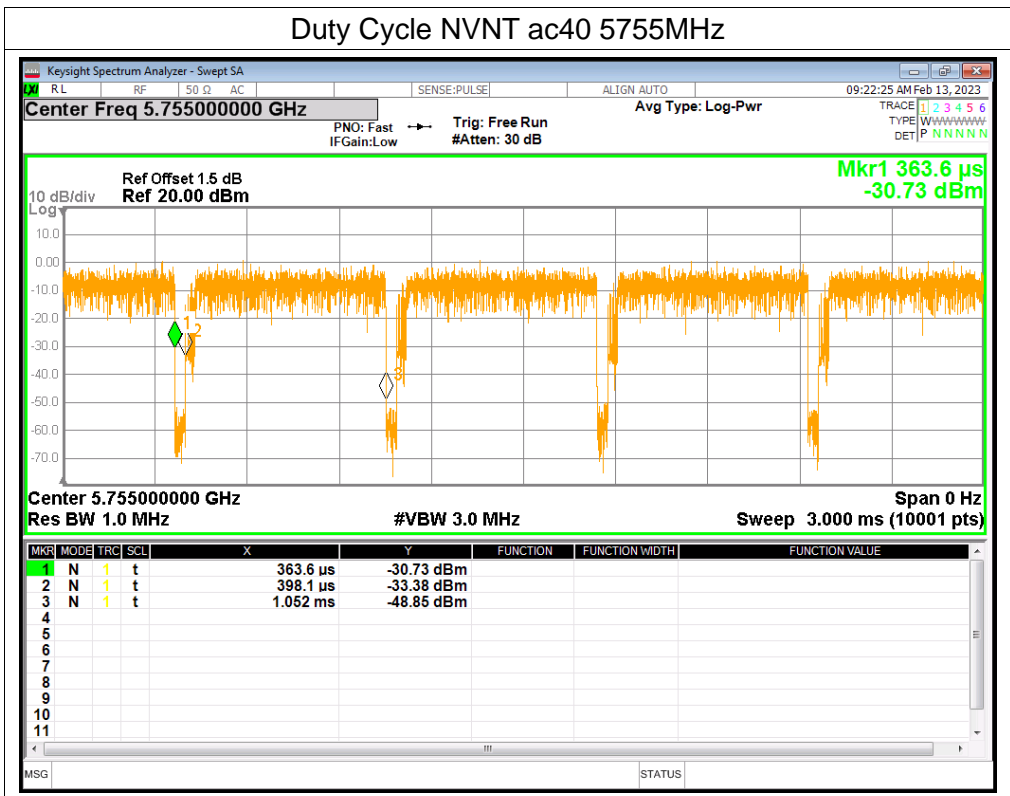 Duty Cycle NVNT ac40 5755MHz
Keysight Spectrum Analyzer - Swept SA
LXI RL RF 50 Ω AC SENSE:PULSE ALIGN AUTO 09:22:25 AM Feb 13, 2023
Center Freq 5.755000000 GHz Avg Type: Log-Pwr TRACE 1 2 3 4 5 6
PNO: Fast Trig: Free Run TYPE WWWWWWW
IFGain:Low #Atten: 30 dB DET P N N N N N
Mkr1 363.6 µs
-30.73 dBm
Ref Offset 1.5 dB
10 dB/div Ref 20.00 dBm
Log
10.0
0.00
-10.0
-20.0
-30.0
-40.0
-50.0
-60.0
-70.0
1
2
3
Center 5.755000000 GHz Span 0 Hz
Res BW 1.0 MHz #VBW 3.0 MHz Sweep 3.000 ms (10001 pts)
MKR MODE TRC SCL X Y FUNCTION FUNCTION WIDTH FUNCTION VALUE
1 N 1 t 363.6 µs -30.73 dBm
2 N 1 t 398.1 µs -33.38 dBm
3 N 1 t 1.052 ms -48.85 dBm
4
5
6
7
8
9
10
11
MSG STATUS